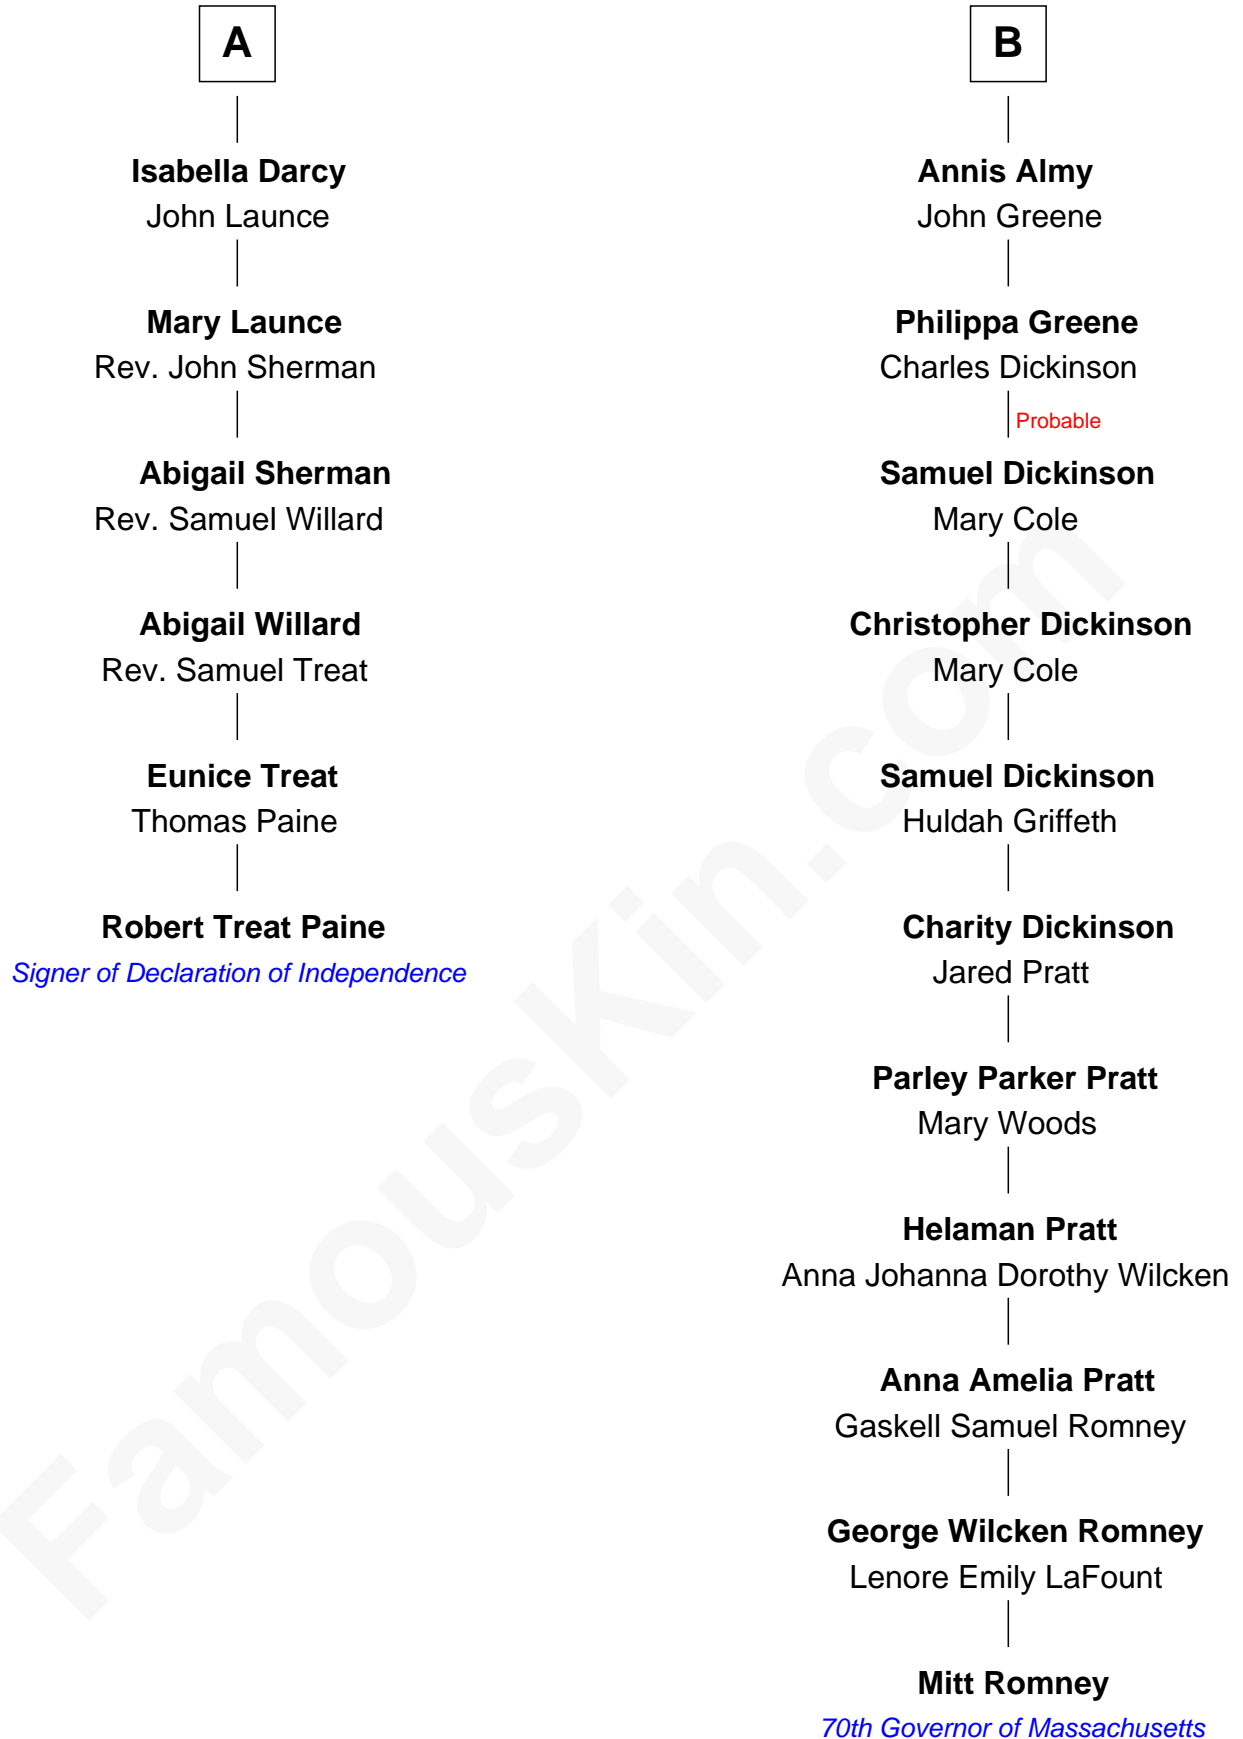 A
Isabella Darcy
John Launce
Mary Launce
Rev. John Sherman
Abigail Sherman
Rev. Samuel Willard
Abigail Willard
Rev. Samuel Treat
Eunice Treat
Thomas Paine
Robert Treat Paine
Signer of Declaration of Independence
B
Annis Almy
John Greene
Philippa Greene
Charles Dickinson
Probable
Samuel Dickinson
Mary Cole
Christopher Dickinson
Mary Cole
Samuel Dickinson
Huldah Griffeth
Charity Dickinson
Jared Pratt
Parley Parker Pratt
Mary Woods
Helaman Pratt
Anna Johanna Dorothy Wilcken
Anna Amelia Pratt
Gaskell Samuel Romney
George Wilcken Romney
Lenore Emily LaFount
Mitt Romney
70th Governor of Massachusetts
FamousKin.com